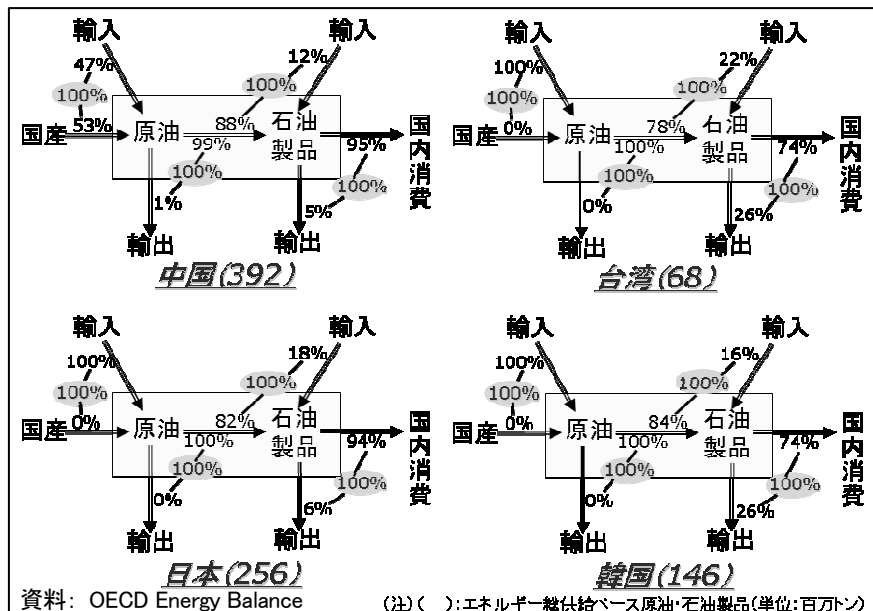 輸入 輸入
47% 12%
100% 100%
国産 53% 原油 88% 石油製品 95% 国内消費
99%
100% 100%
1% 5%
輸出 輸出
中国(392)
輸入 輸入
100% 22%
100% 100%
国産 0% 原油 78% 石油製品 74% 国内消費
100%
100% 100%
0% 26%
輸出 輸出
台湾(68)
輸入 輸入
100% 18%
100% 100%
国産 0% 原油 82% 石油製品 94% 国内消費
100%
100% 100%
0% 6%
輸出 輸出
日本(256)
輸入 輸入
100% 16%
100% 100%
国産 0% 原油 84% 石油製品 74% 国内消費
100%
100% 100%
0% 26%
輸出 輸出
韓国(146)
資料: OECD Energy Balance
(注)( ):エネルギー総供給ベース原油・石油製品(単位:百万トン)